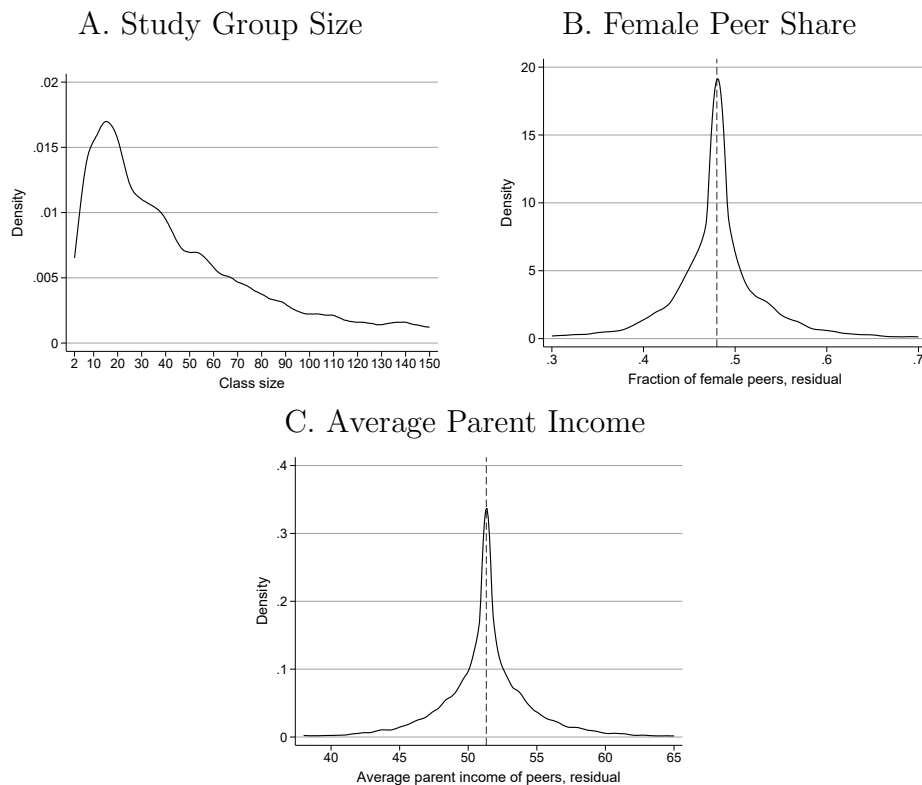 A. Study Group Size
.02
.015
.01
.005
0
Density
2 10 20 30 40 50 60 70 80 90 100 110 120 130 140 150
Class size
B. Female Peer Share
20
15
10
5
0
Density
.3 .4 .5 .6 .7
Fraction of female peers, residual
C. Average Parent Income
.4
.3
.2
.1
0
Density
40 45 50 55 60 65
Average parent income of peers, residual